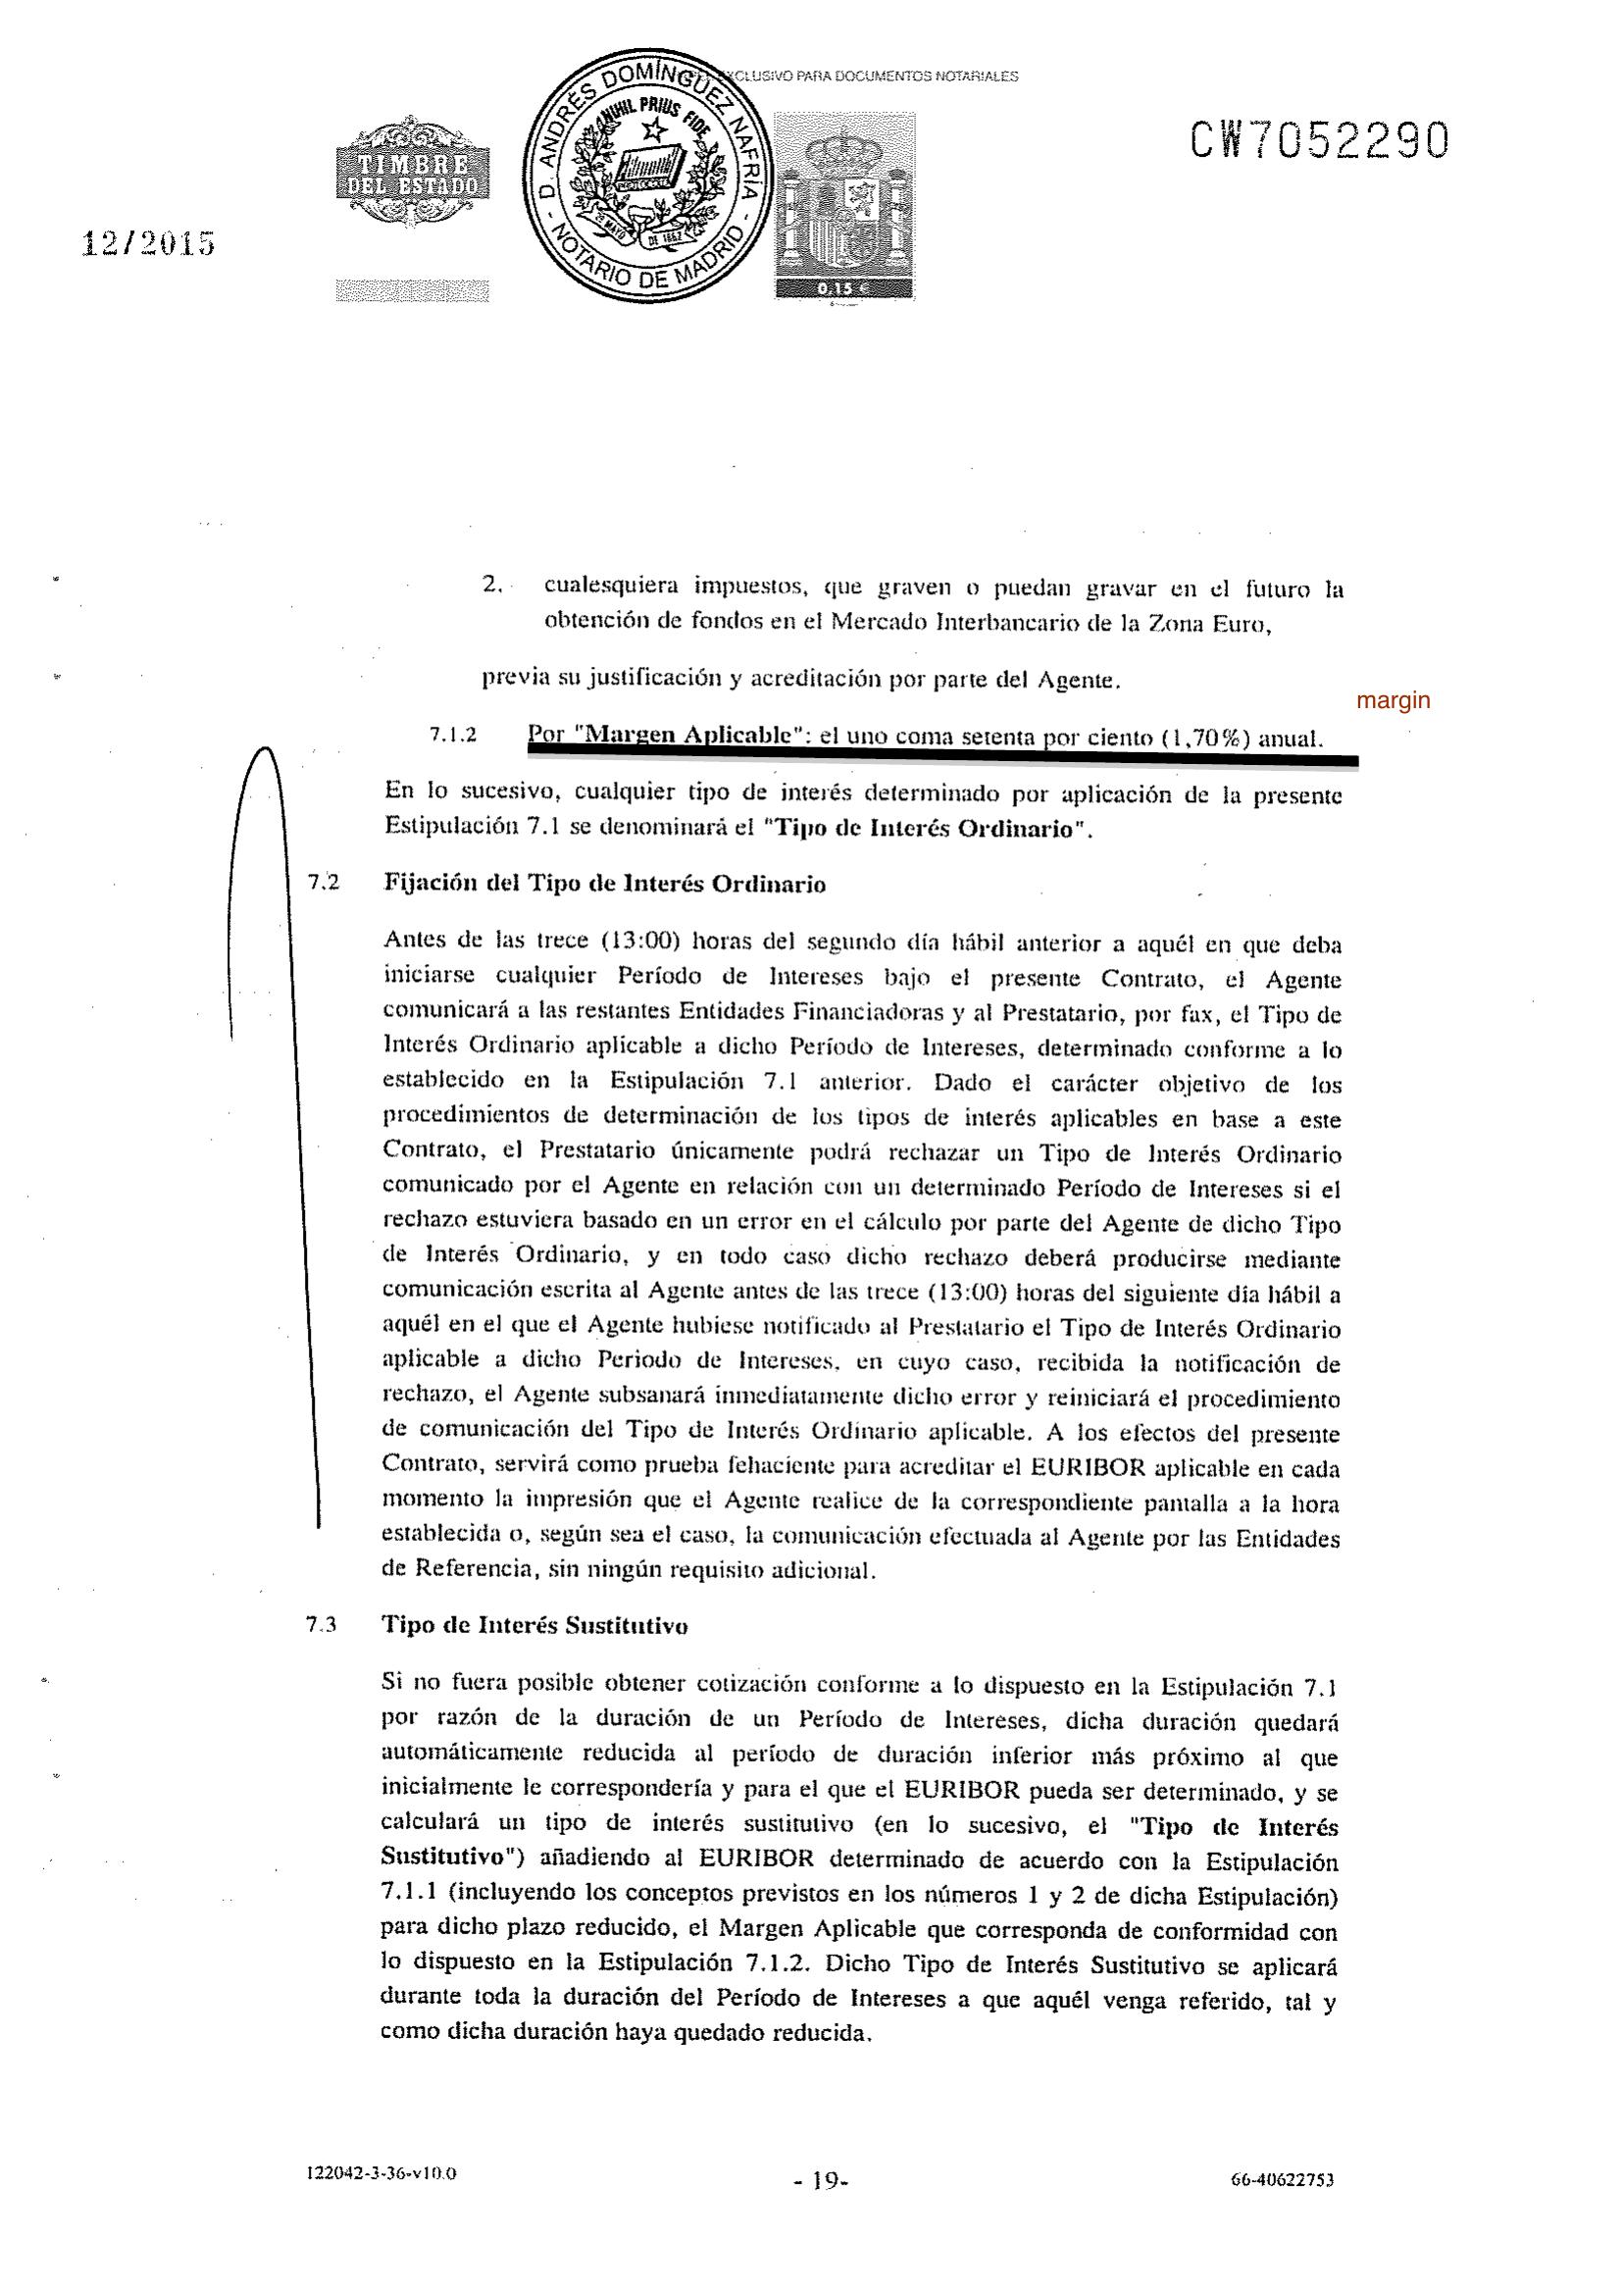 EXCLUSIVO PARA DOCUMENTOS NOTARIALES
D. ANDRÉS DOMÍNGUEZ NAFRÍA - NOTARIO DE MADRID -
NIHIL PRIUS FIDE
28 MAYO DE 1862
TIMBRE
DEL ESTADO
0,15 €
CW7052290
12/2015
2. cualesquiera impuestos, que graven o puedan gravar en el futuro la
obtención de fondos en el Mercado Interbancario de la Zona Euro,
previa su justificación y acreditación por parte del Agente.
margin
7.1.2 Por "Margen Aplicable": el uno coma setenta por ciento (1,70%) anual.
En lo sucesivo, cualquier tipo de interés determinado por aplicación de la presente
Estipulación 7.1 se denominará el "Tipo de Interés Ordinario".
7.2 Fijación del Tipo de Interés Ordinario
Antes de las trece (13:00) horas del segundo día hábil anterior a aquél en que deba
iniciarse cualquier Período de Intereses bajo el presente Contrato, el Agente
comunicará a las restantes Entidades Financiadoras y al Prestatario, por fax, el Tipo de
Interés Ordinario aplicable a dicho Período de Intereses, determinado conforme a lo
establecido en la Estipulación 7.1 anterior. Dado el carácter objetivo de los
procedimientos de determinación de los tipos de interés aplicables en base a este
Contrato, el Prestatario únicamente podrá rechazar un Tipo de Interés Ordinario
comunicado por el Agente en relación con un determinado Período de Intereses si el
rechazo estuviera basado en un error en el cálculo por parte del Agente de dicho Tipo
de Interés Ordinario, y en todo caso dicho rechazo deberá producirse mediante
comunicación escrita al Agente antes de las trece (13:00) horas del siguiente día hábil a
aquél en el que el Agente hubiese notificado al Prestatario el Tipo de Interés Ordinario
aplicable a dicho Periodo de Intereses, en cuyo caso, recibida la notificación de
rechazo, el Agente subsanará inmediatamente dicho error y reiniciará el procedimiento
de comunicación del Tipo de Interés Ordinario aplicable. A los efectos del presente
Contrato, servirá como prueba fehaciente para acreditar el EURIBOR aplicable en cada
momento la impresión que el Agente realice de la correspondiente pantalla a la hora
establecida o, según sea el caso, la comunicación efectuada al Agente por las Entidades
de Referencia, sin ningún requisito adicional.
7.3 Tipo de Interés Sustitutivo
Si no fuera posible obtener cotización conforme a lo dispuesto en la Estipulación 7.1
por razón de la duración de un Período de Intereses, dicha duración quedará
automáticamente reducida al período de duración inferior más próximo al que
inicialmente le correspondería y para el que el EURIBOR pueda ser determinado, y se
calculará un tipo de interés sustitutivo (en lo sucesivo, el "Tipo de Interés
Sustitutivo") añadiendo al EURIBOR determinado de acuerdo con la Estipulación
7.1.1 (incluyendo los conceptos previstos en los números 1 y 2 de dicha Estipulación)
para dicho plazo reducido, el Margen Aplicable que corresponda de conformidad con
lo dispuesto en la Estipulación 7.1.2. Dicho Tipo de Interés Sustitutivo se aplicará
durante toda la duración del Período de Intereses a que aquél venga referido, tal y
como dicha duración haya quedado reducida.
122042-3-36-v10.0
- 19-
66-40622753